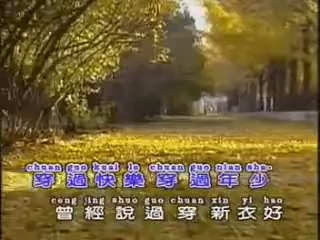 chuan guo kuai le chuan guo nian sha-
穿過快樂穿過年少
ceng jing shuo guo chuan xin yi hao
曾經說過穿新衣好